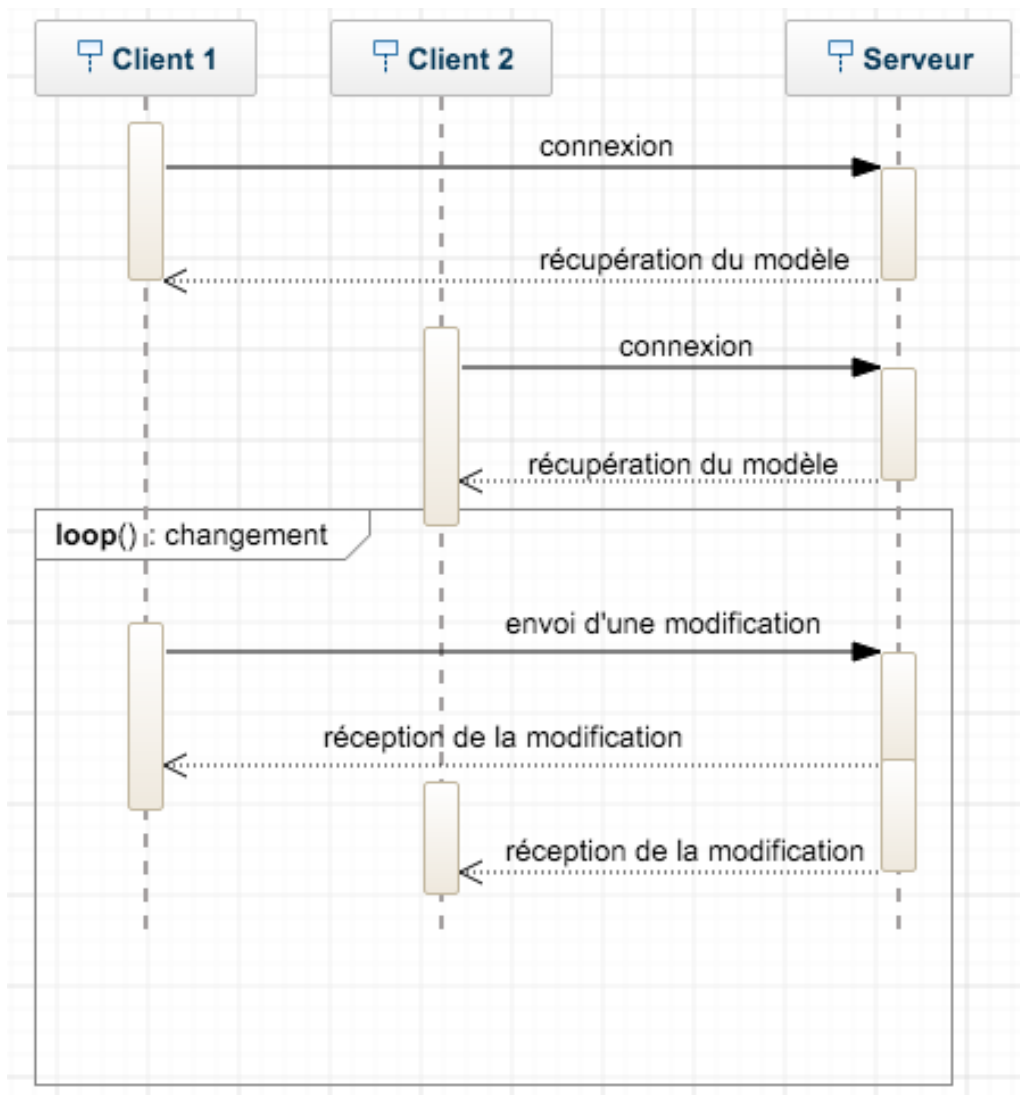 Client 1
Client 2
Serveur
connexion
récupération du modèle
connexion
récupération du modèle
loop() : changement
envoi d'une modification
réception de la modification
réception de la modification